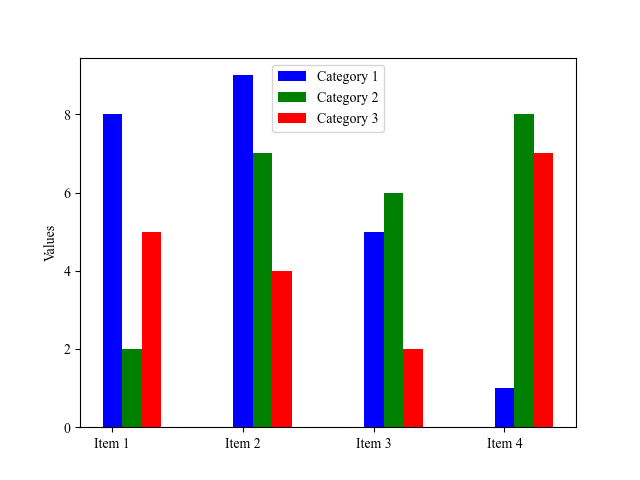 Category 1
Category 2
Category 3
8
6
4
2
0
Values
Item 1
Item 2
Item 3
Item 4